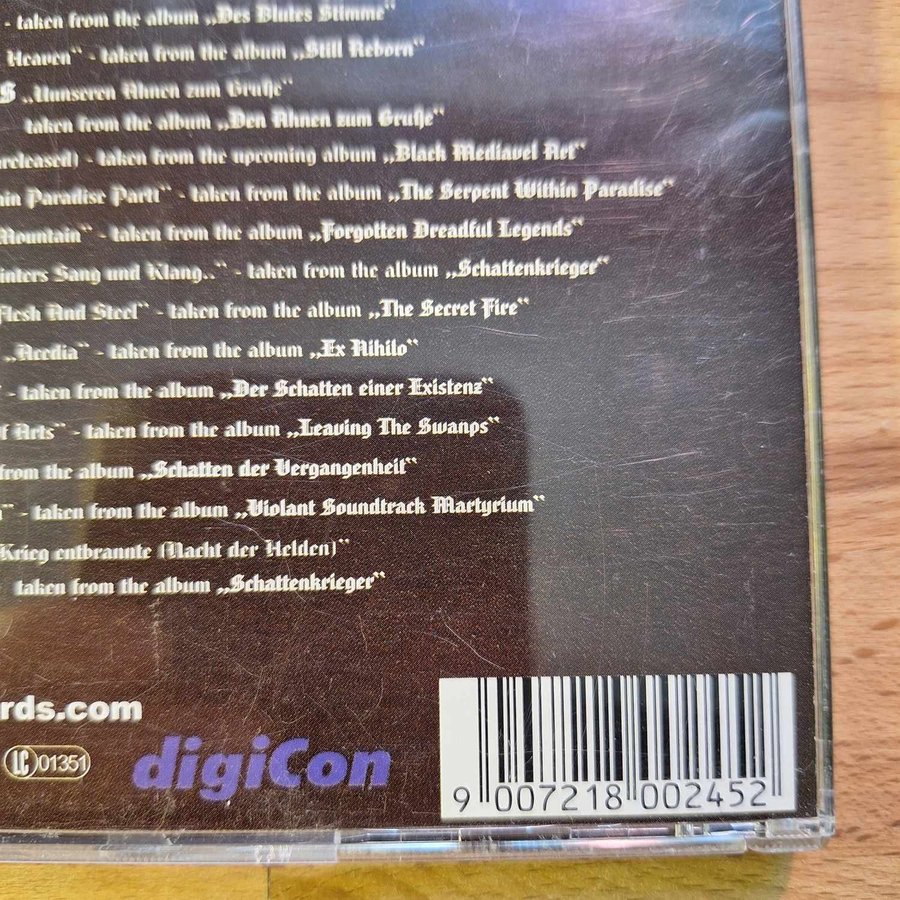 - taken from the album „Des Blutes Stimme“
Heaven“ - taken from the album „Still Reborn“
S „Uunseren Ahnen zum Gruße“
taken from the album „Den Ahnen zum Gruße“
released) - taken from the upcoming album „Black Mediavel Art“
in Paradise Part1“ - taken from the album „The Serpent Within Paradise“
Mountain“ - taken from the album „Forgotten Dreadful Legends“
inters Sang und Klang..“ - taken from the album „Schattenkrieger“
Flesh And Steel“ - taken from the album „The Secret Fire“
„Acedia“ - taken from the album „Ex Nihilo“
- taken from the album „Der Schatten einer Existenz“
f Arts“ - taken from the album „Leaving The Swamps“
from the album „Schatten der Vergangenheit“
“ - taken from the album „Violant Soundtrack Martyrium“
Krieg entbrannte (Nacht der Helden)“
taken from the album „Schattenkrieger“
rds.com
LC 01351
digiCon
9 007218 002452